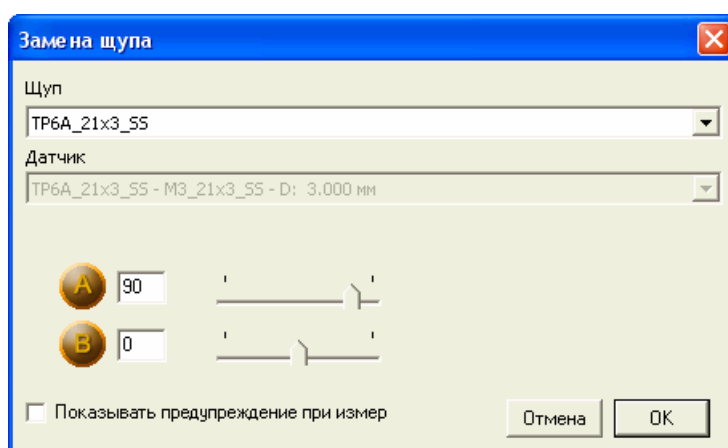 Замена щупа
Щуп
TP6A_21x3_SS
Датчик
TP6A_21x3_SS - M3_21x3_SS - D: 3.000 мм
A 90
B 0
Показывать предупреждение при измер
Отмена OK